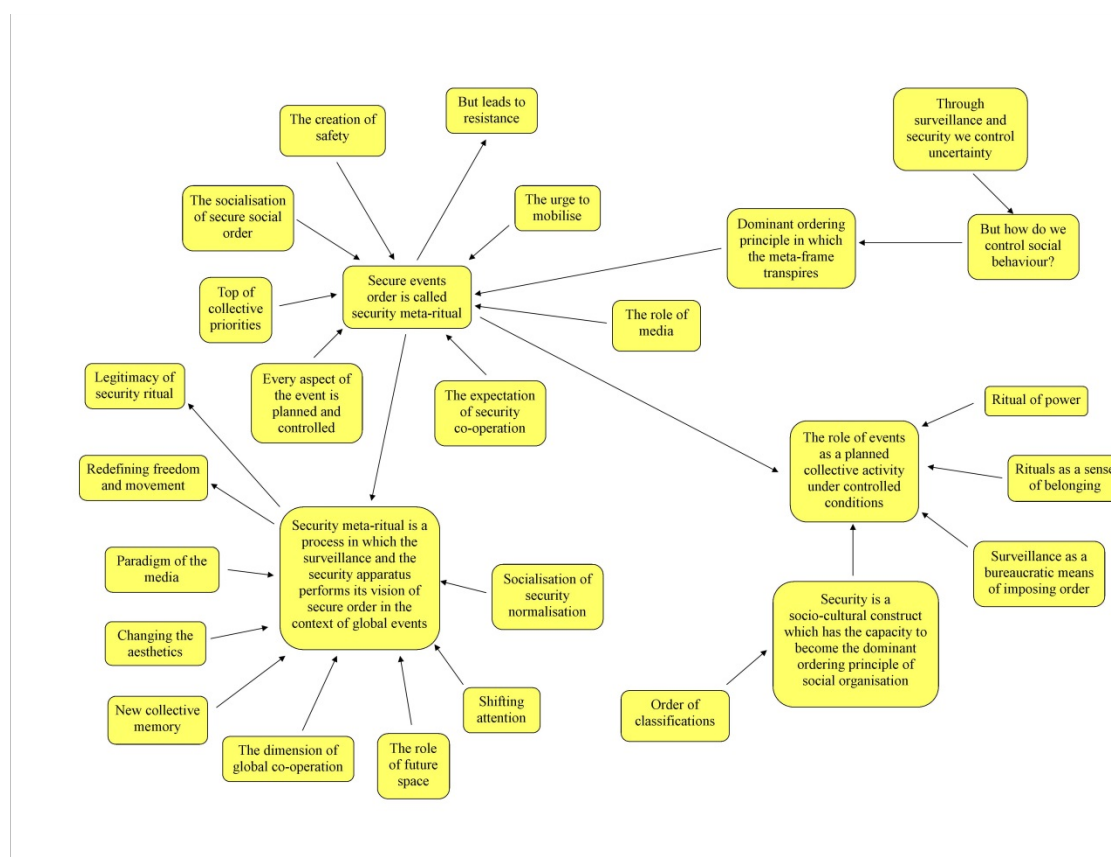 But leads to
resistance
The creation of
safety
Through
surveillance and
security we control
uncertainty
The socialisation
of secure social
order
The urge to
mobilise
Dominant ordering
principle in which
the meta-frame
transpires
But how do we
control social
behaviour?
Secure events
order is called
security meta-ritual
Top of
collective
priorities
The role of
media
Legitimacy of
security ritual
Every aspect of
the event is
planned and
controlled
The expectation
of security
co-operation
Ritual of power
The role of events
as a planned
collective activity
under controlled
conditions
Redefining freedom
and movement
Rituals as a sense
of belonging
Security meta-ritual is a
process in which the
surveillance and the
security apparatus
performs its vision of
secure order in the
context of global events
Paradigm of the
media
Socialisation of
security
normalisation
Surveillance as a
bureaucratic means
of imposing order
Security is a
socio-cultural construct
which has the capacity to
become the dominant
ordering principle of
social organisation
Changing the
aesthetics
New collective
memory
Shifting
attention
Order of
classifications
The dimension of
global co-operation
The role
of future
space